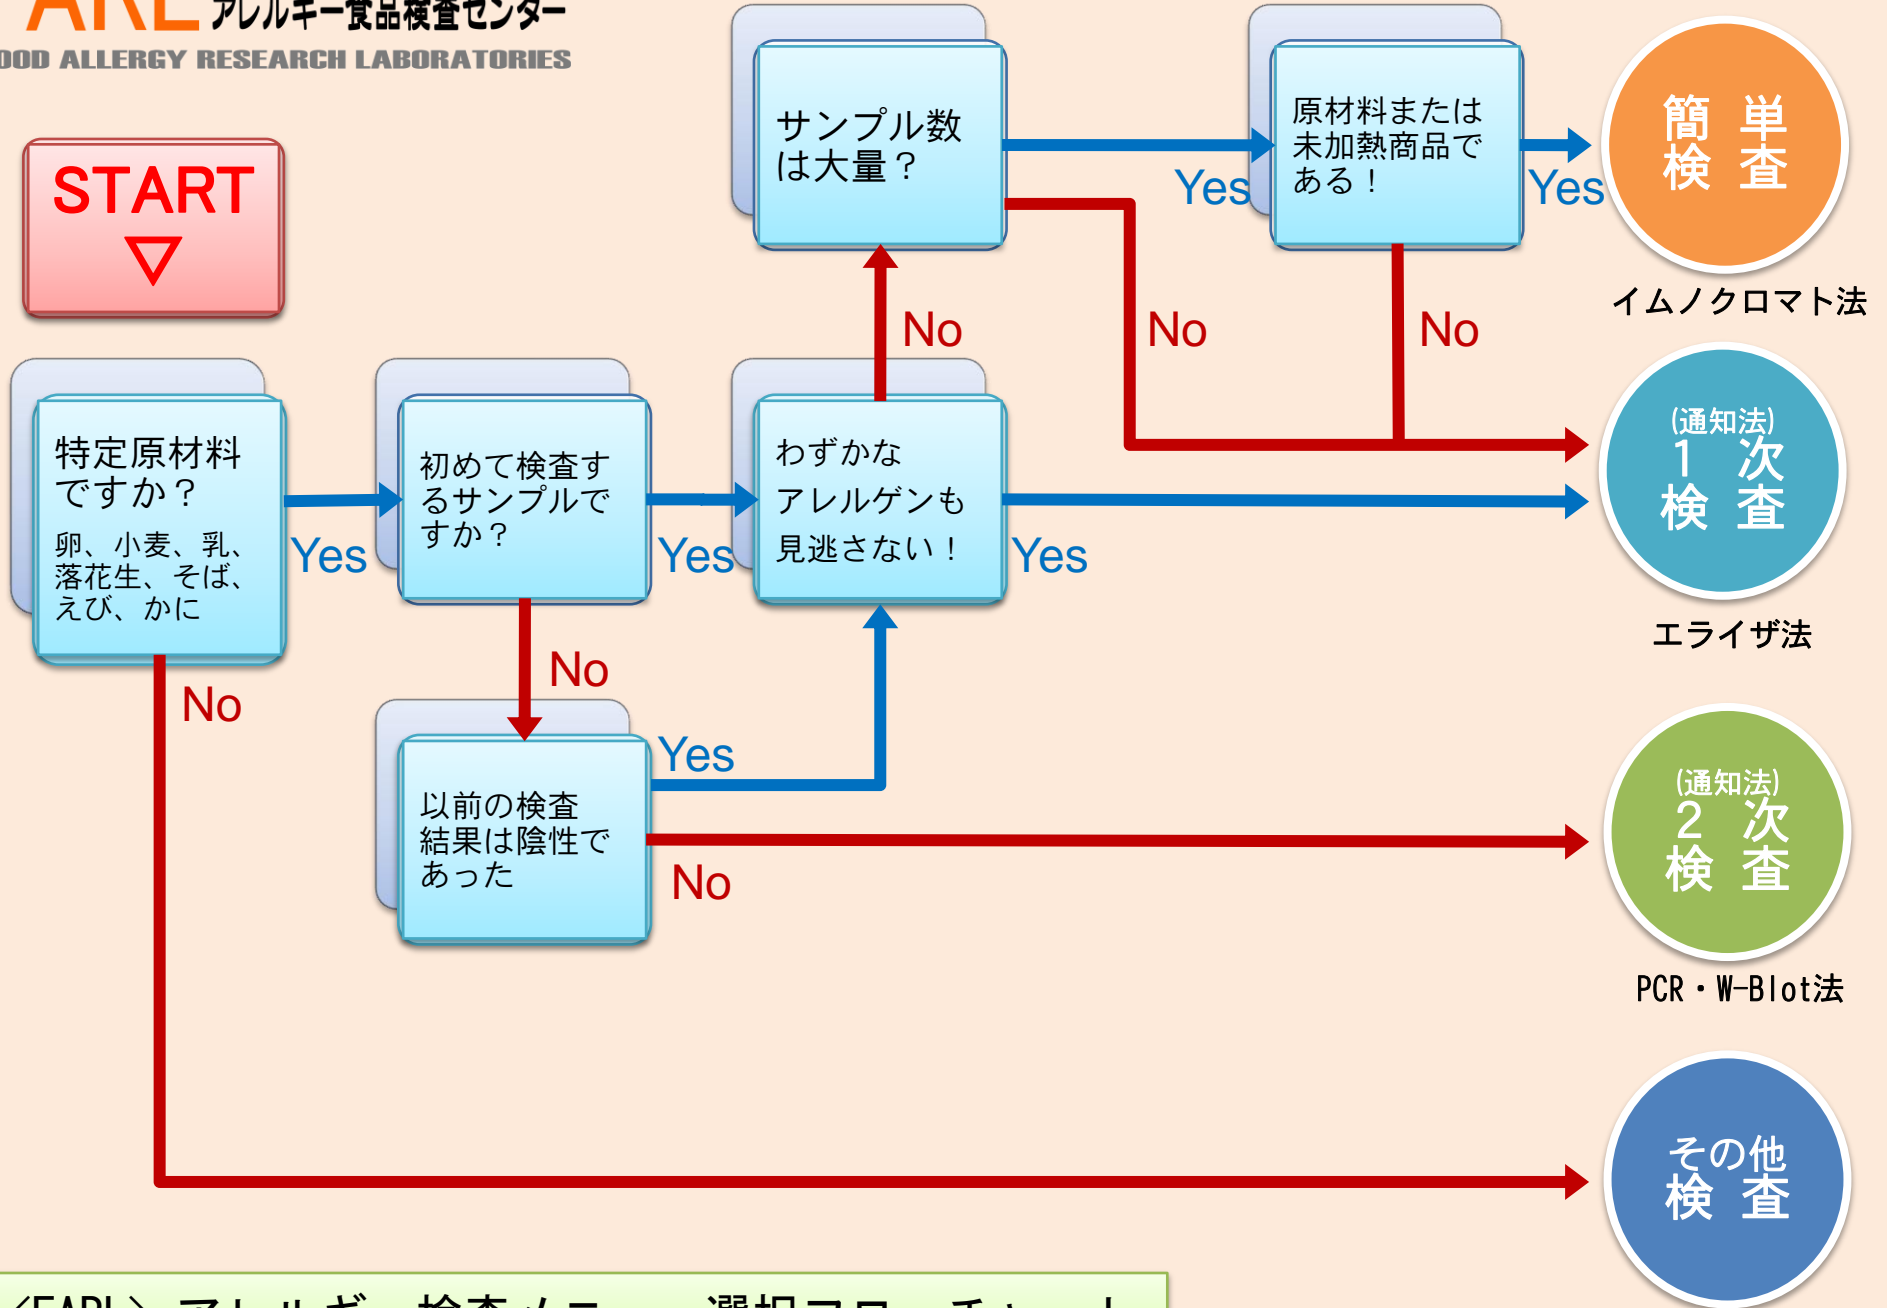 アレルギー食品検査センター
FOOD ALLERGY RESEARCH LABORATORIES
START
▽
特定原材料
ですか？
卵、小麦、乳、
落花生、そば、
えび、かに
Yes
No
初めて検査す
るサンプルで
すか？
Yes
No
以前の検査
結果は陰性で
あった
Yes
No
わずかな
アレルゲンも
見逃さない！
Yes
No
サンプル数
は大量？
Yes
No
原材料または
未加熱商品で
ある！
Yes
No
簡単
検査
イムノクロマト法
(通知法)
１次
検査
エライザ法
(通知法)
２次
検査
PCR・W-Blot法
その他
検査